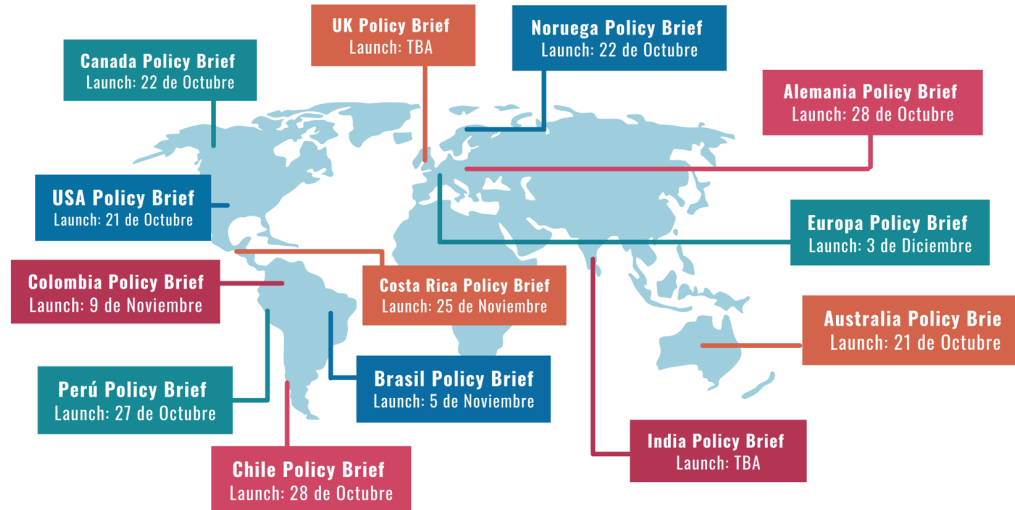 UK Policy Brief
Launch: TBA
Noruega Policy Brief
Launch: 22 de Octubre
Canada Policy Brief
Launch: 22 de Octubre
Alemania Policy Brief
Launch: 28 de Octubre
USA Policy Brief
Launch: 21 de Octubre
Europa Policy Brief
Launch: 3 de Diciembre
Colombia Policy Brief
Launch: 9 de Noviembre
Costa Rica Policy Brief
Launch: 25 de Noviembre
Australia Policy Brie
Launch: 21 de Octubre
Perú Policy Brief
Launch: 27 de Octubre
Brasil Policy Brief
Launch: 5 de Noviembre
India Policy Brief
Launch: TBA
Chile Policy Brief
Launch: 28 de Octubre